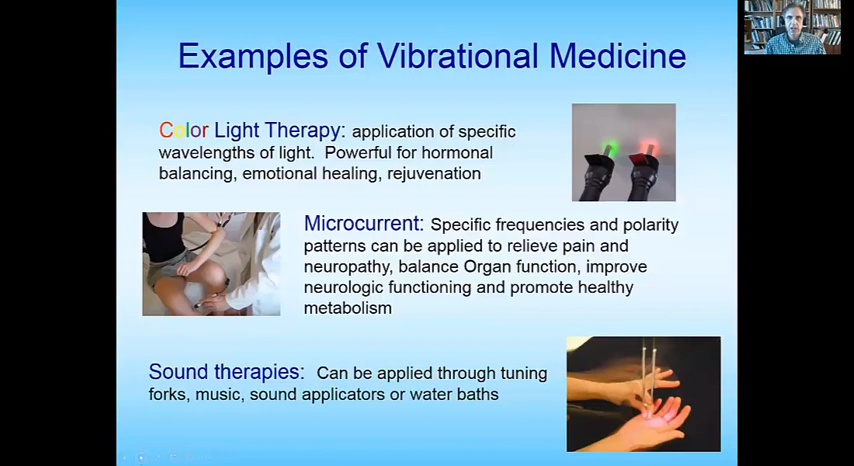 Examples of Vibrational Medicine
Color Light Therapy: application of specific
wavelengths of light. Powerful for hormonal
balancing, emotional healing, rejuvenation
Microcurrent: Specific frequencies and polarity
patterns can be applied to relieve pain and
neuropathy, balance Organ function, improve
neurologic functioning and promote healthy
metabolism
Sound therapies: Can be applied through tuning
forks, music, sound applicators or water baths